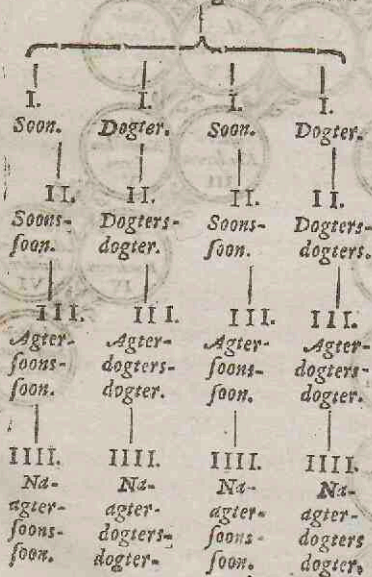 I. I. I. I.
Soon. Dogter. Soon. Dogter.
II. II. II. II.
Soons- Dogters- Soons- Dogters-
soon. dogter. soon. dogters.
III. III. III. III.
Agter- Agter- Agter- Agter-
soons- dogters- soons- dogters-
soon. dogter. soon. dogter.
IIII. IIII. IIII. IIII.
Na- Na- Na- Na-
agter- agter- agter- agter-
soons- dogters- soons- dogters
soon. dogter- soon. dogter.